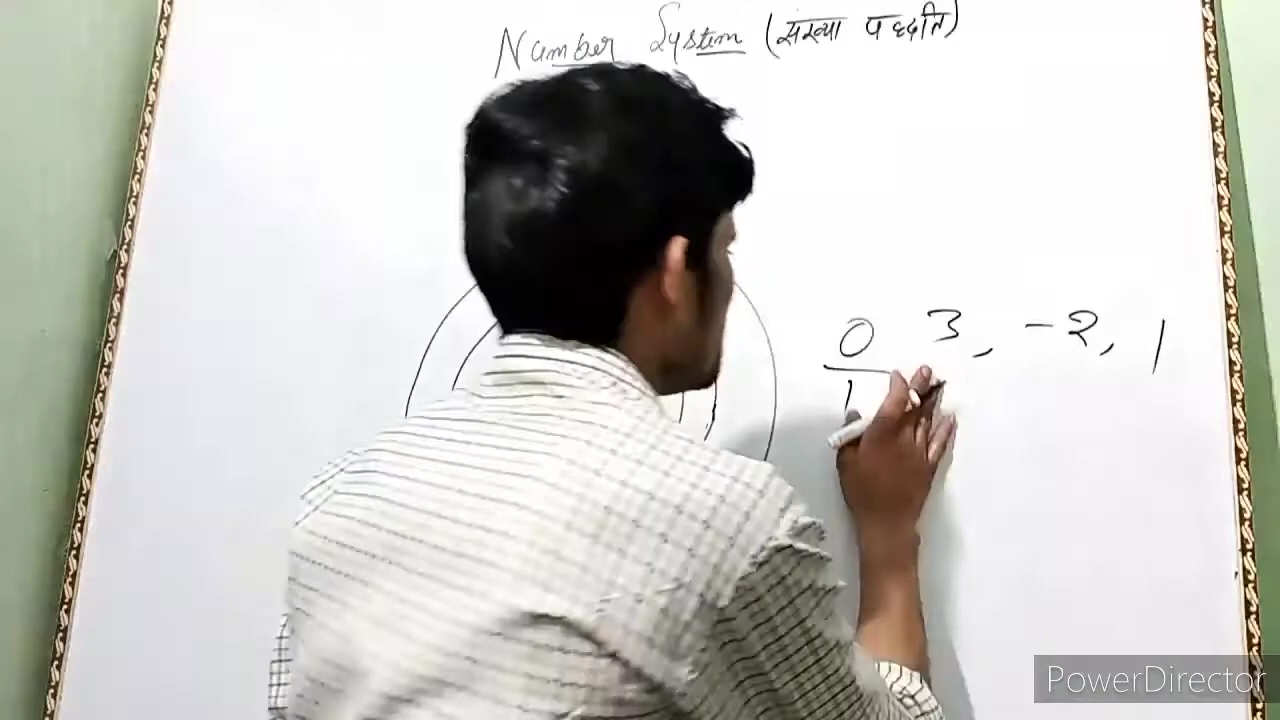 Number System (संख्या पद्धति)
0 3, -2, 1
1
PowerDirector